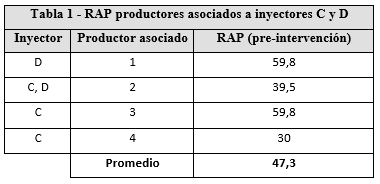 Tabla 1 - RAP productores asociados a inyectores C y D
Inyector Productor asociado RAP (pre-intervención)
D 1 59,8
C, D 2 39,5
C 3 59,8
C 4 30
Promedio 47,3